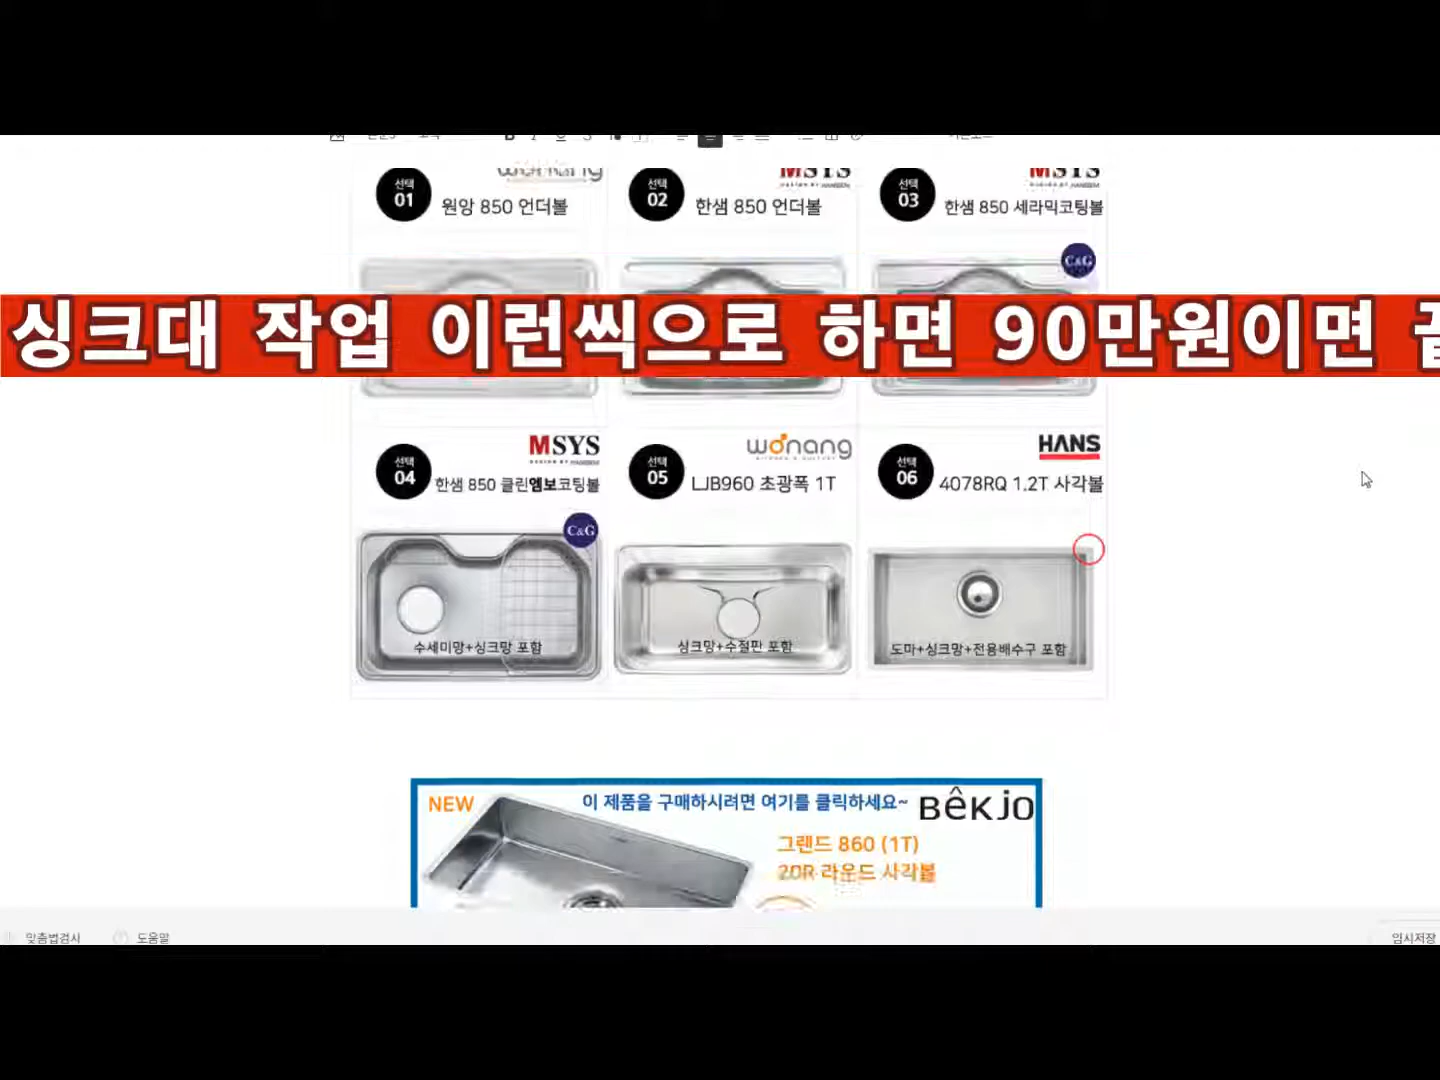 선택 01
wonang
원앙 850 언더볼
선택 02
MSYS
한샘 850 언더볼
선택 03
MSYS
한샘 850 세라믹코팅볼
C&G
싱크대 작업 이런씩으로 하면 90만원이면
선택 04
MSYS
한샘 850 클린엠보코팅볼
C&G
수세미망+싱크망 포함
선택 05
wonang
LJB960 초광폭 1T
싱크망+수절판 포함
선택 06
HANS
4078RQ 1.2T 사각볼
도마+싱크망+전용배수구 포함
NEW
이 제품을 구매하시려면 여기를 클릭하세요~
BêKJO
그랜드 860 (1T)
20R 라운드 사각볼
맞춤법검사
도움말
임시저장